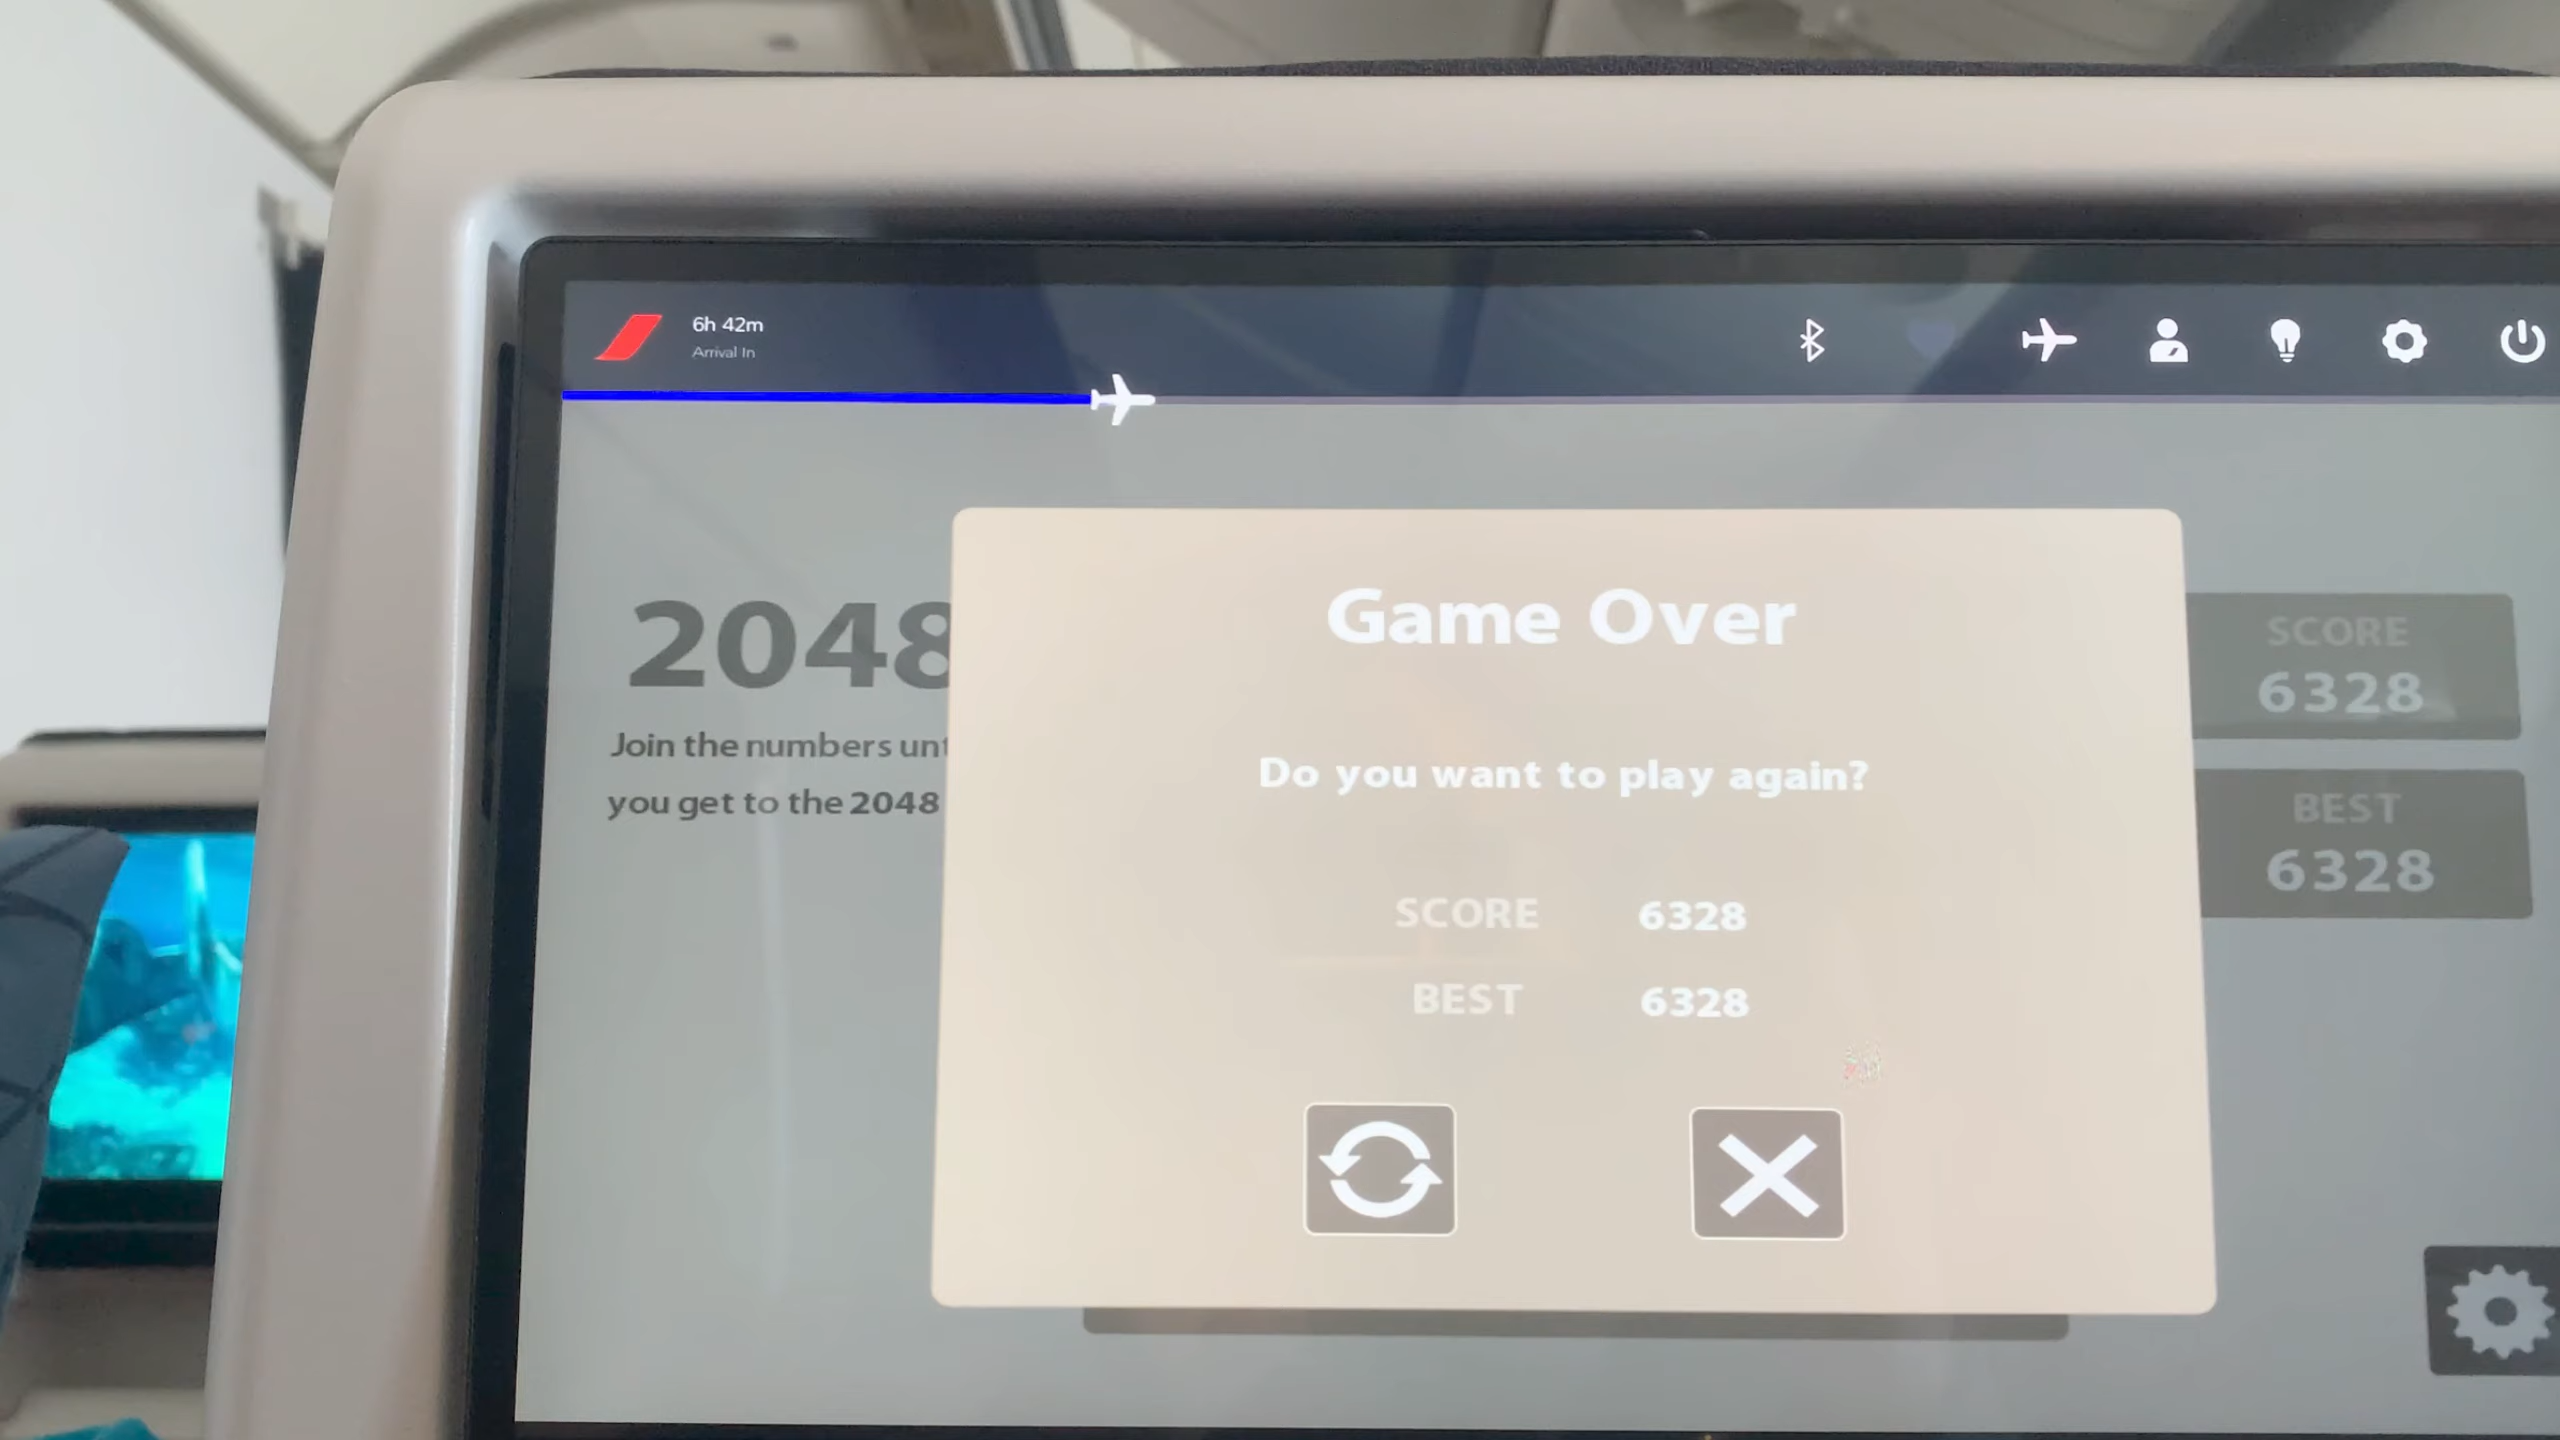 6h 42m
Arrival In
2048
Join the numbers unt
you get to the 2048
Game Over
Do you want to play again?
SCORE 6328
BEST 6328
SCORE
6328
BEST
6328